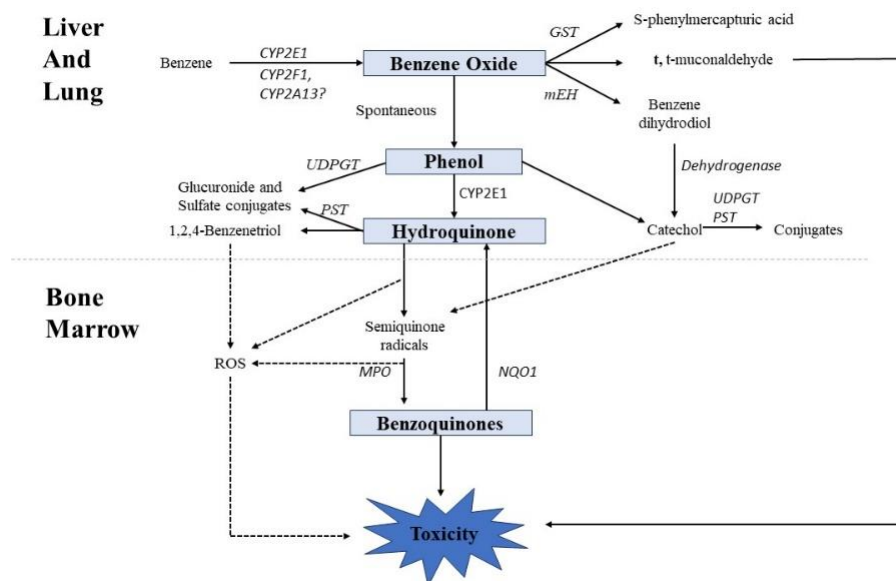 Liver
And
Lung
Benzene
CYP2E1
CYP2F1,
CYP2A13?
Benzene Oxide
GST
S-phenylmercapturic acid
t, t-muconaldehyde
mEH
Benzene
dihydrodiol
Spontaneous
Phenol
UDPGT
CYP2E1
Dehydrogenase
Glucuronide and
Sulfate conjugates
PST
UDPGT
PST
1,2,4-Benzenetriol
Hydroquinone
Catechol
Conjugates
Bone
Marrow
Semiquinone
radicals
ROS
MPO
NQO1
Benzoquinones
Toxicity